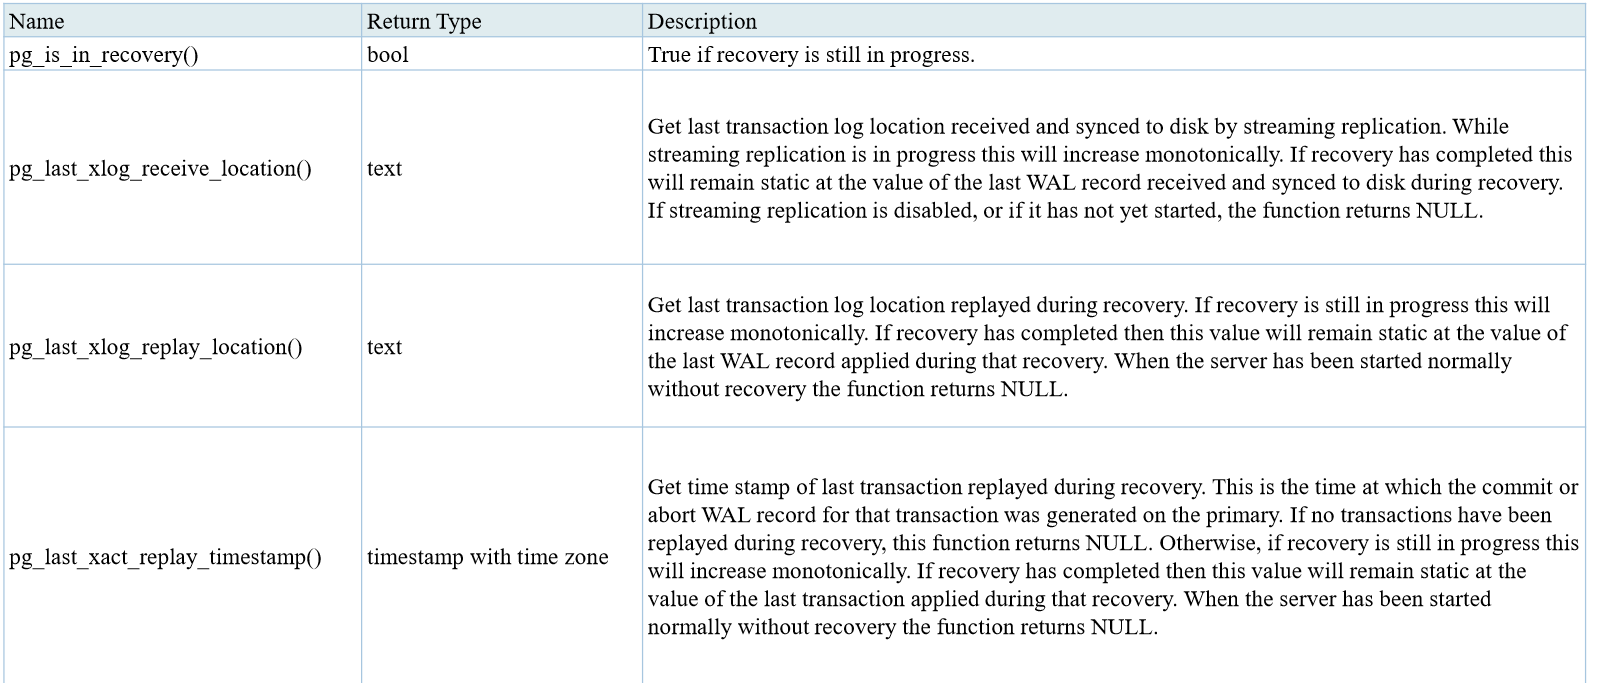 Name Return Type Description
pg_is_in_recovery() bool True if recovery is still in progress.
Get last transaction log location received and synced to disk by streaming replication. While
streaming replication is in progress this will increase monotonically. If recovery has completed this
pg_last_xlog_receive_location() text
will remain static at the value of the last WAL record received and synced to disk during recovery.
If streaming replication is disabled, or if it has not yet started, the function returns NULL.
Get last transaction log location replayed during recovery. If recovery is still in progress this will
increase monotonically. If recovery has completed then this value will remain static at the value of
pg_last_xlog_replay_location() text
the last WAL record applied during that recovery. When the server has been started normally
without recovery the function returns NULL.
Get time stamp of last transaction replayed during recovery. This is the time at which the commit or
abort WAL record for that transaction was generated on the primary. If no transactions have been
replayed during recovery, this function returns NULL. Otherwise, if recovery is still in progress this
pg_last_xact_replay_timestamp() timestamp with time zone
will increase monotonically. If recovery has completed then this value will remain static at the
value of the last transaction applied during that recovery. When the server has been started
normally without recovery the function returns NULL.